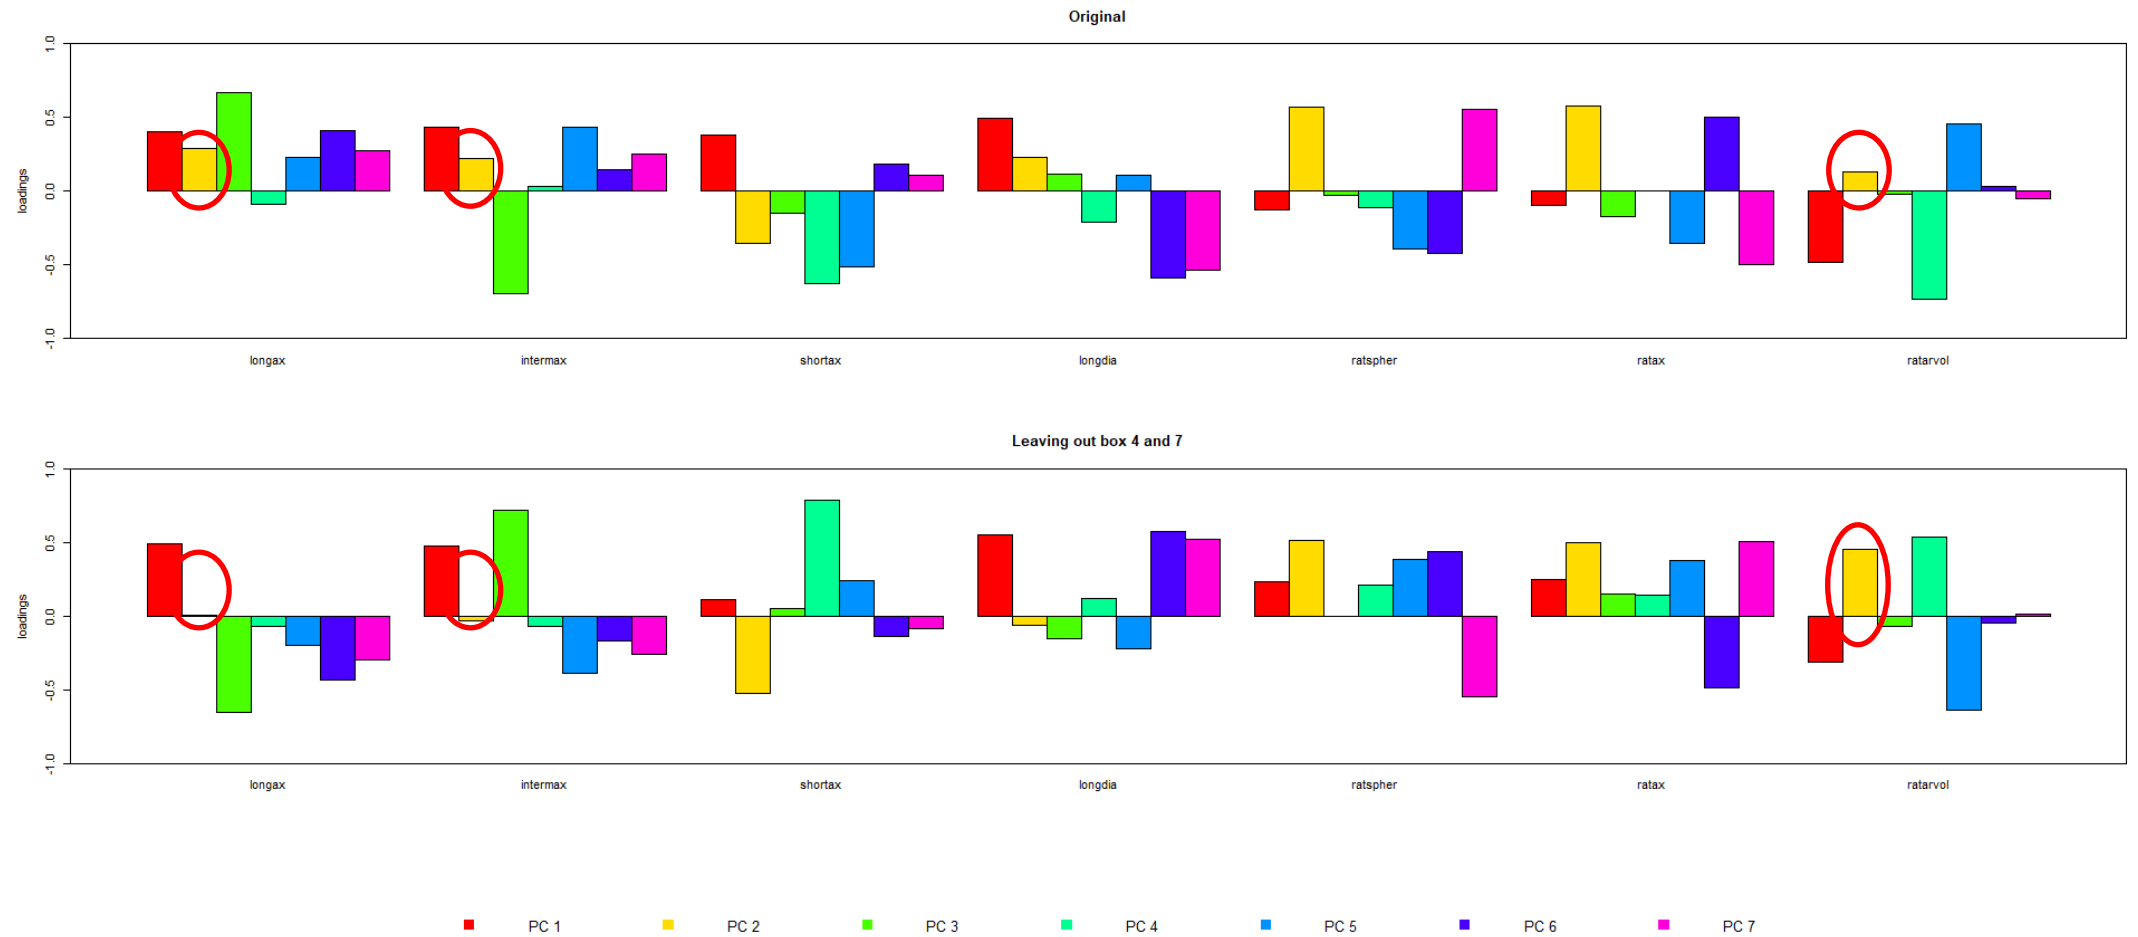 Original
1.0
0.5
0.0
-0.5
-1.0
loadings
longax intermax shortax longdia ratspher ratax ratarvol
Leaving out box 4 and 7
1.0
0.5
0.0
-0.5
-1.0
loadings
longax intermax shortax longdia ratspher ratax ratarvol
PC 1 PC 2 PC 3 PC 4 PC 5 PC 6 PC 7